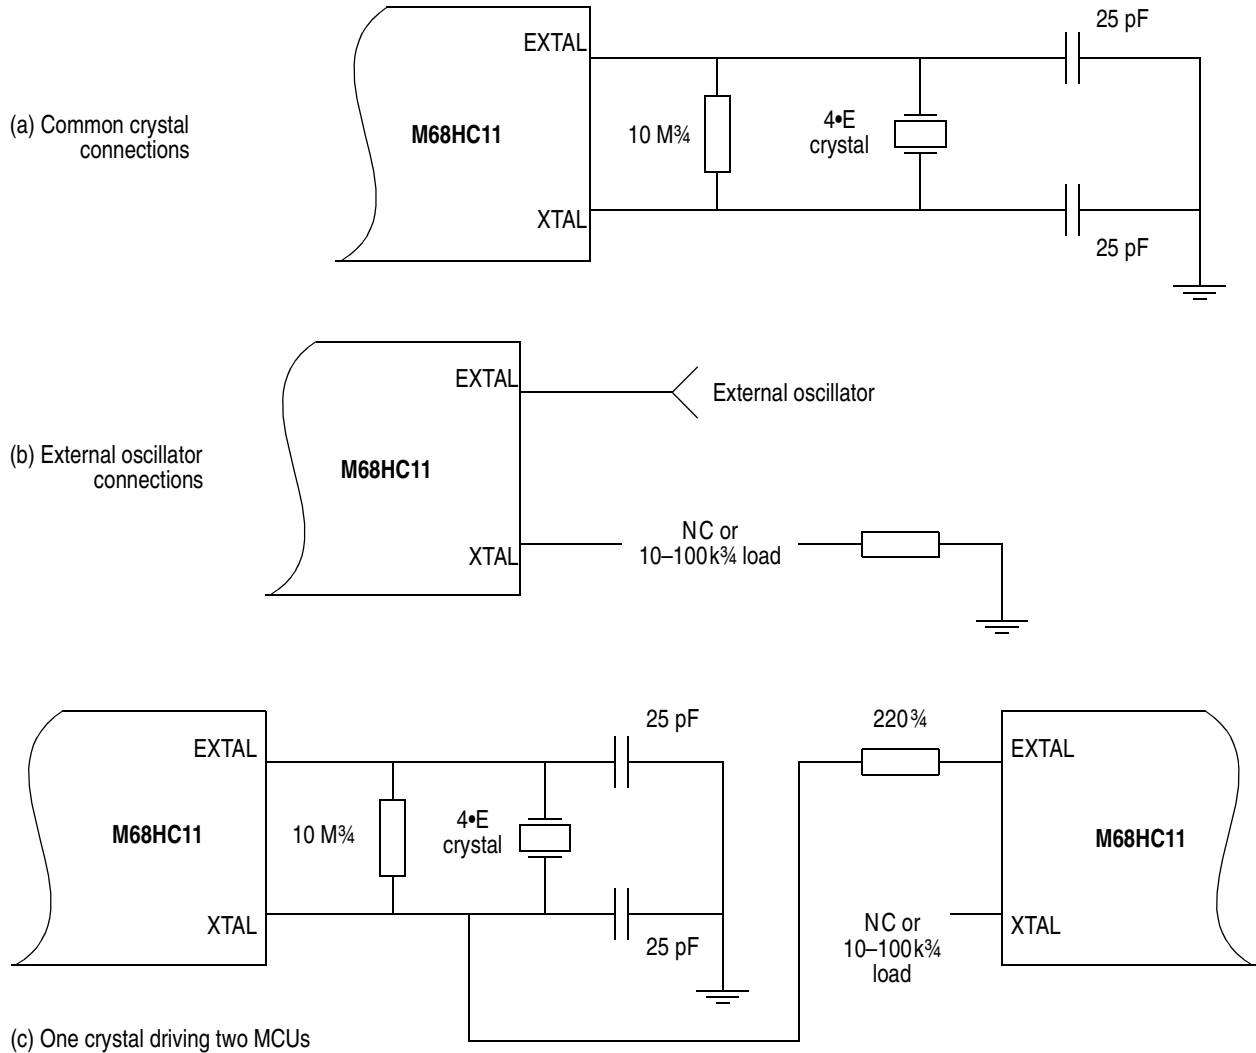 25 pF
EXTAL
(a) Common crystal
connections
M68HC11
10 M¾
4•E
crystal
XTAL
25 pF
EXTAL
External oscillator
(b) External oscillator
connections
M68HC11
NC or
10–100k¾ load
XTAL
25 pF
220¾
EXTAL
EXTAL
M68HC11
10 M¾
4•E
crystal
M68HC11
XTAL
25 pF
NC or
10–100k¾
load
XTAL
(c) One crystal driving two MCUs